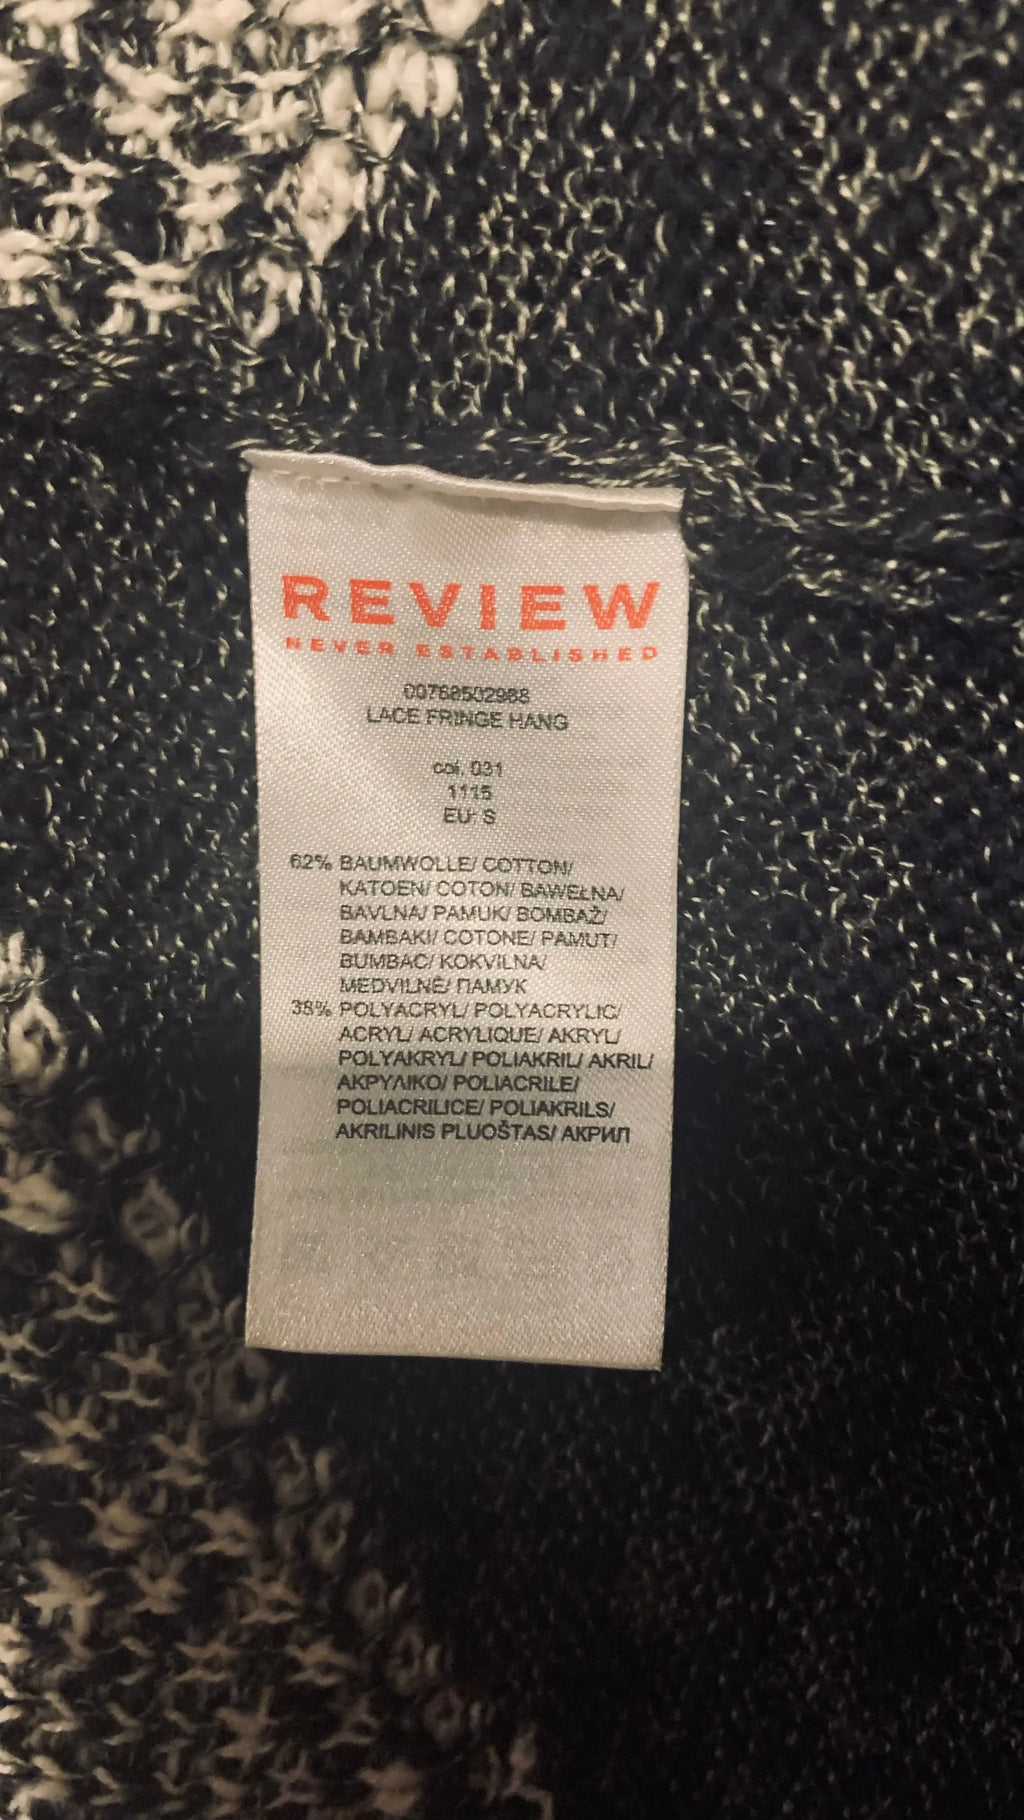 REVIEW
NEVER ESTABLISHED
00768502988
LACE FRINGE HANG
col. 031
1115
EU: S
62% BAUMWOLLE/ COTTON/
KATOEN/ COTON/ BAWEŁNA/
BAVLNA/ PAMUK/ BOMBAŽ/
BAMBAKI/ COTONE/ PAMUT/
BUMBAC/ KOKVILNA/
MEDVILNĖ/ ПАМУК
38% POLYACRYL/ POLYACRYLIC/
ACRYL/ ACRYLIQUE/ AKRYL/
POLYAKRYL/ POLIAKRIL/ AKRIL/
ΑΚΡΥΛΙΚΟ/ POLIACRILE/
POLIACRILICE/ POLIAKRILS/
AKRILINIS PLUOŠTAS/ АКРИЛ